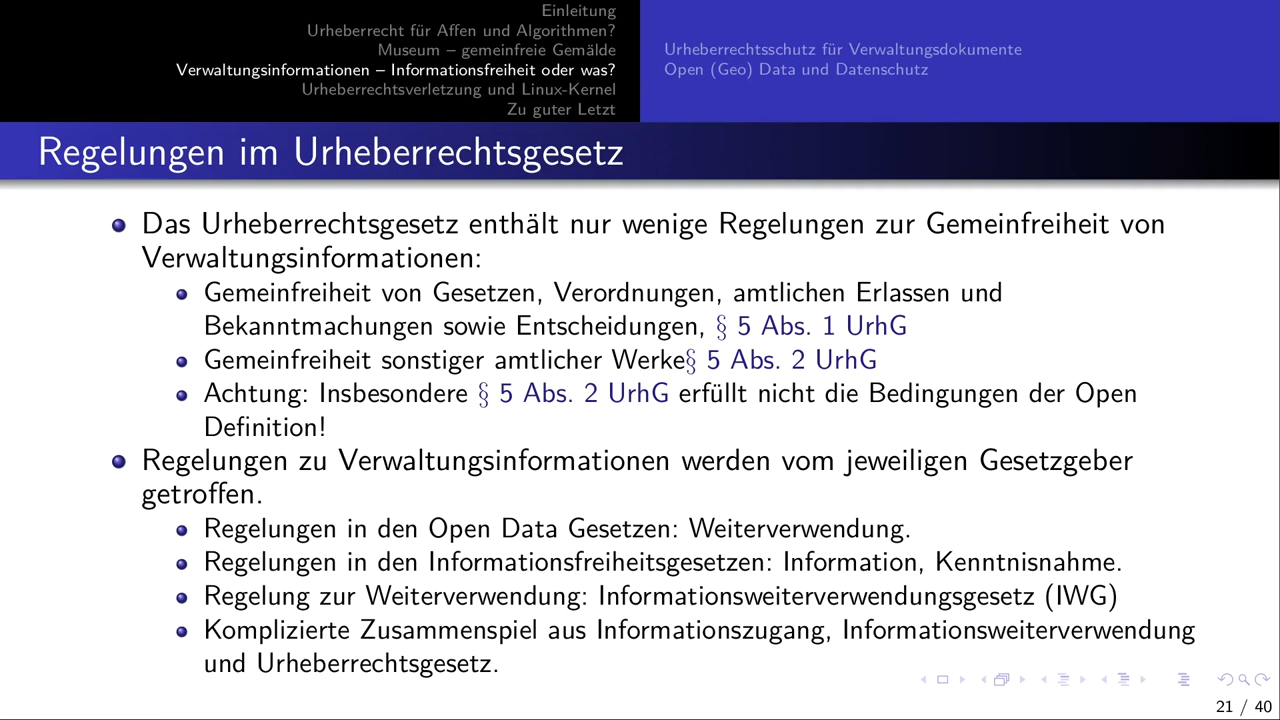 Einleitung
Urheberrecht für Affen und Algorithmen?
Museum – gemeinfreie Gemälde
Verwaltungsinformationen – Informationsfreiheit oder was?
Urheberrechtsverletzung und Linux-Kernel
Zu guter Letzt
Urheberrechtsschutz für Verwaltungsdokumente
Open (Geo) Data und Datenschutz
Regelungen im Urheberrechtsgesetz
Das Urheberrechtsgesetz enthält nur wenige Regelungen zur Gemeinfreiheit von
Verwaltungsinformationen:
Gemeinfreiheit von Gesetzen, Verordnungen, amtlichen Erlassen und
Bekanntmachungen sowie Entscheidungen, § 5 Abs. 1 UrhG
Gemeinfreiheit sonstiger amtlicher Werke§ 5 Abs. 2 UrhG
Achtung: Insbesondere § 5 Abs. 2 UrhG erfüllt nicht die Bedingungen der Open
Definition!
Regelungen zu Verwaltungsinformationen werden vom jeweiligen Gesetzgeber
getroffen.
Regelungen in den Open Data Gesetzen: Weiterverwendung.
Regelungen in den Informationsfreiheitsgesetzen: Information, Kenntnisnahme.
Regelung zur Weiterverwendung: Informationsweiterverwendungsgesetz (IWG)
Komplizierte Zusammenspiel aus Informationszugang, Informationsweiterverwendung
und Urheberrechtsgesetz.
21 / 40